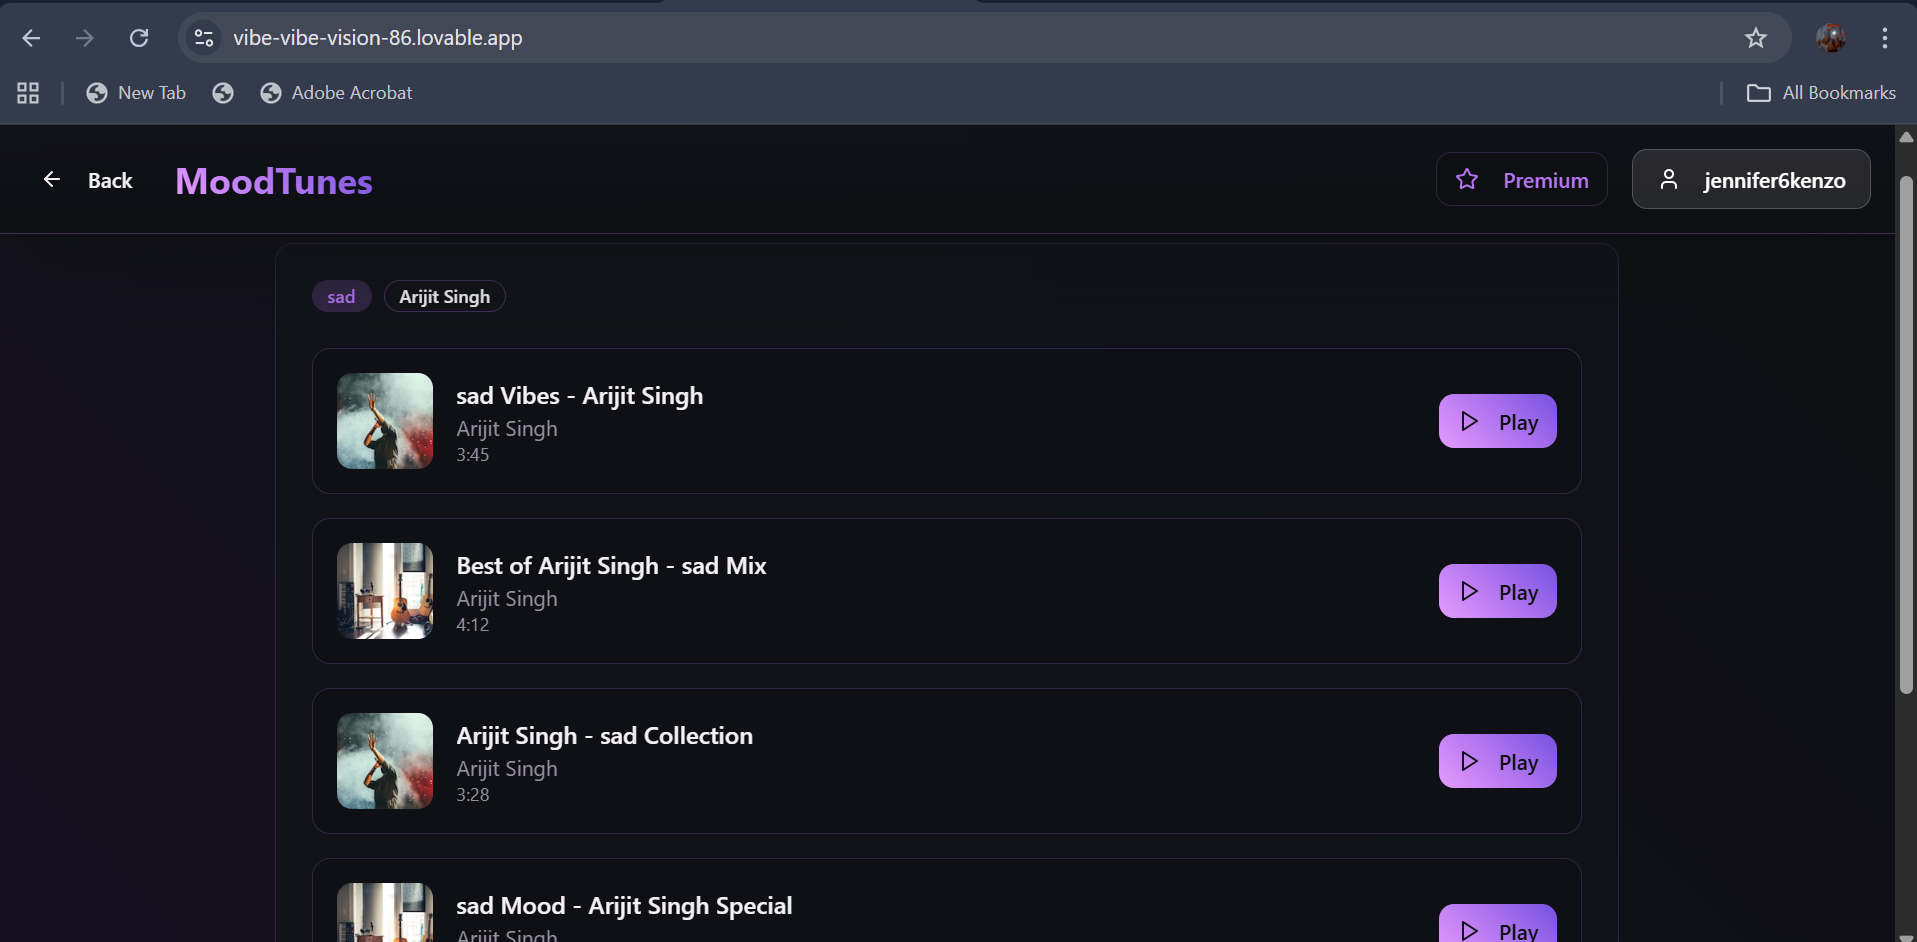 vibe-vibe-vision-86.lovable.app
New Tab
Adobe Acrobat
All Bookmarks
Back
MoodTunes
Premium
jennifer6kenzo
sad
Arijit Singh
sad Vibes - Arijit Singh
Arijit Singh
3:45
Play
Best of Arijit Singh - sad Mix
Arijit Singh
4:12
Play
Arijit Singh - sad Collection
Arijit Singh
3:28
Play
sad Mood - Arijit Singh Special
Arijit Singh
Play